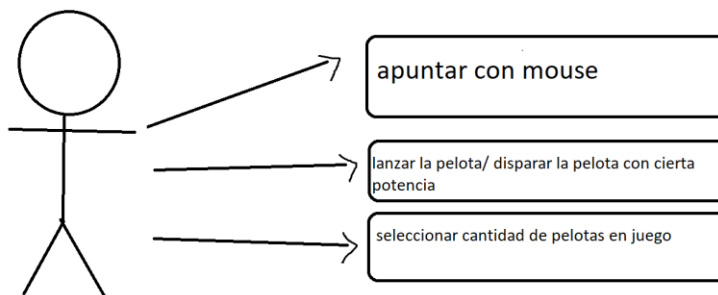 apuntar con mouse
lanzar la pelota/ disparar la pelota con cierta
potencia
seleccionar cantidad de pelotas en juego